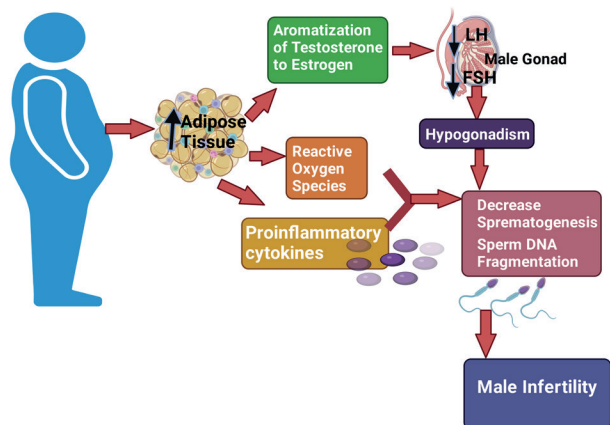 Aromatization
of Testosterone
to Estrogen
LH
Male Gonad
FSH
Adipose
Tissue
Hypogonadism
Reactive
Oxygen
Species
Proinflammatory
cytokines
Decrease
Sprematogenesis
Sperm DNA
Fragmentation
Male Infertility